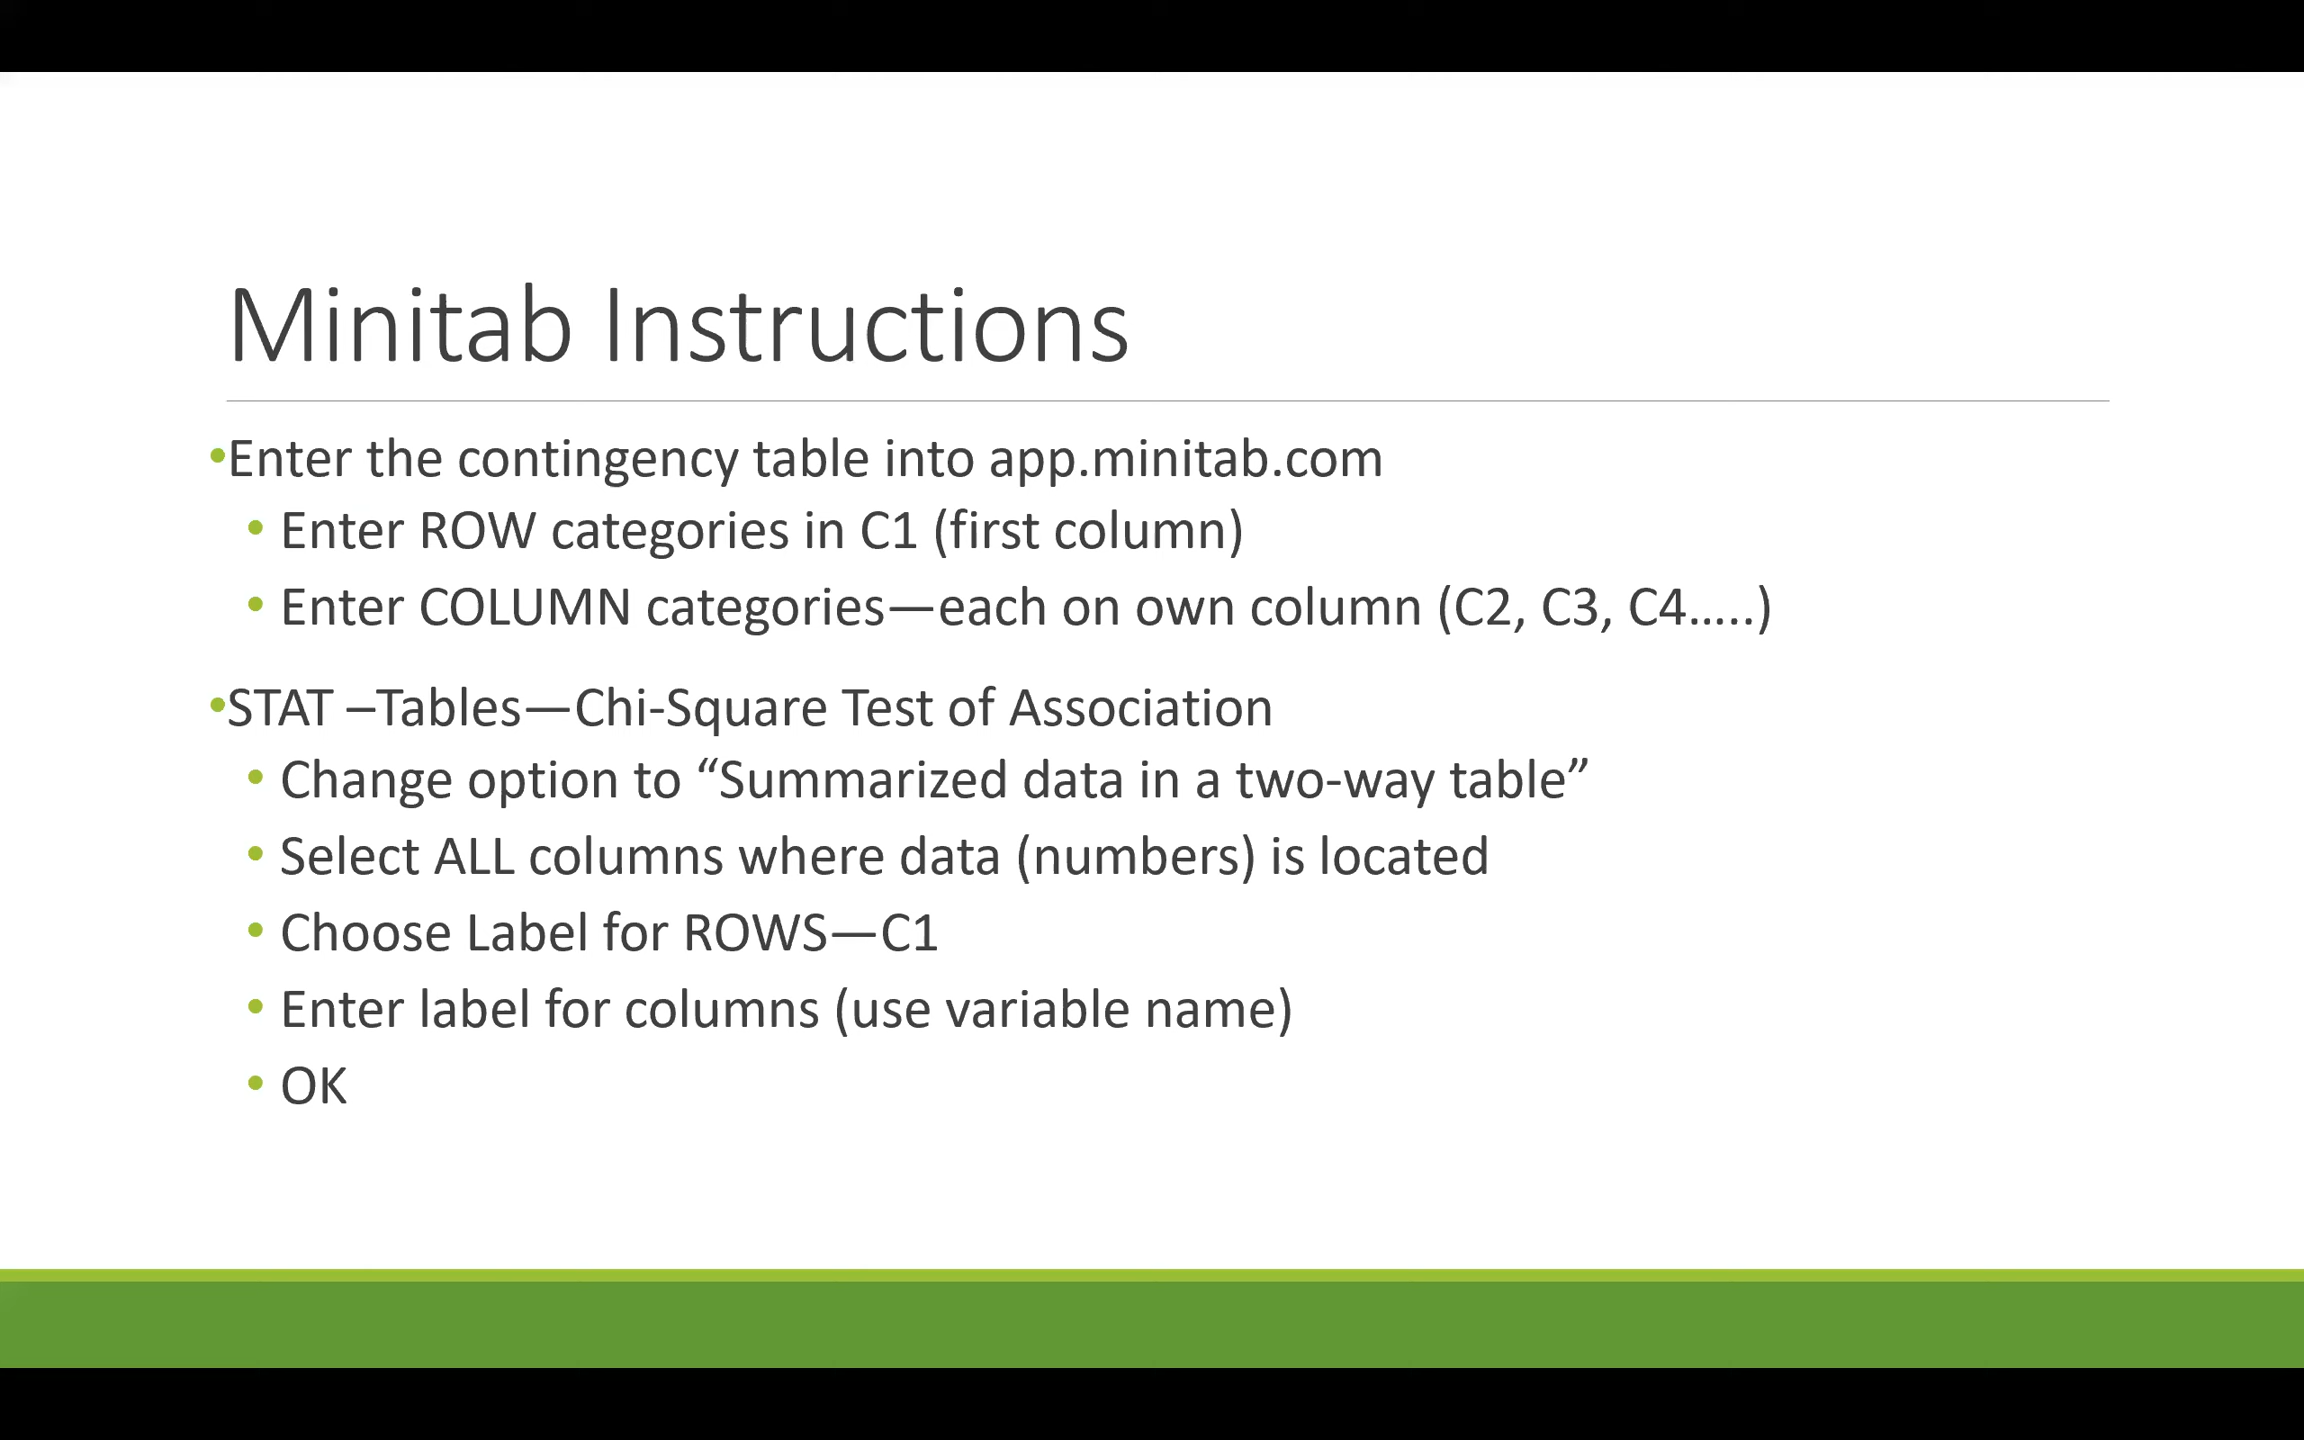 Minitab Instructions
•Enter the contingency table into app.minitab.com
• Enter ROW categories in C1 (first column)
• Enter COLUMN categories—each on own column (C2, C3, C4…..)
•STAT –Tables—Chi-Square Test of Association
• Change option to “Summarized data in a two-way table”
• Select ALL columns where data (numbers) is located
• Choose Label for ROWS—C1
• Enter label for columns (use variable name)
• OK